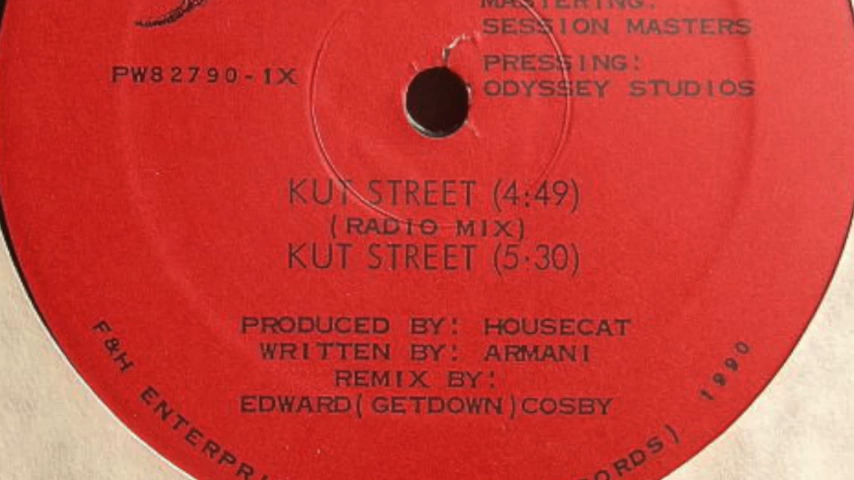 MASTERING:
SESSION MASTERS
PRESSING:
ODYSSEY STUDIOS
PW82790-1X
KUT STREET (4:49)
(RADIO MIX)
KUT STREET (5:30)
PRODUCED BY: HOUSECAT
WRITTEN BY: ARMANI
REMIX BY:
EDWARD(GETDOWN)COSBY
F&H 1990